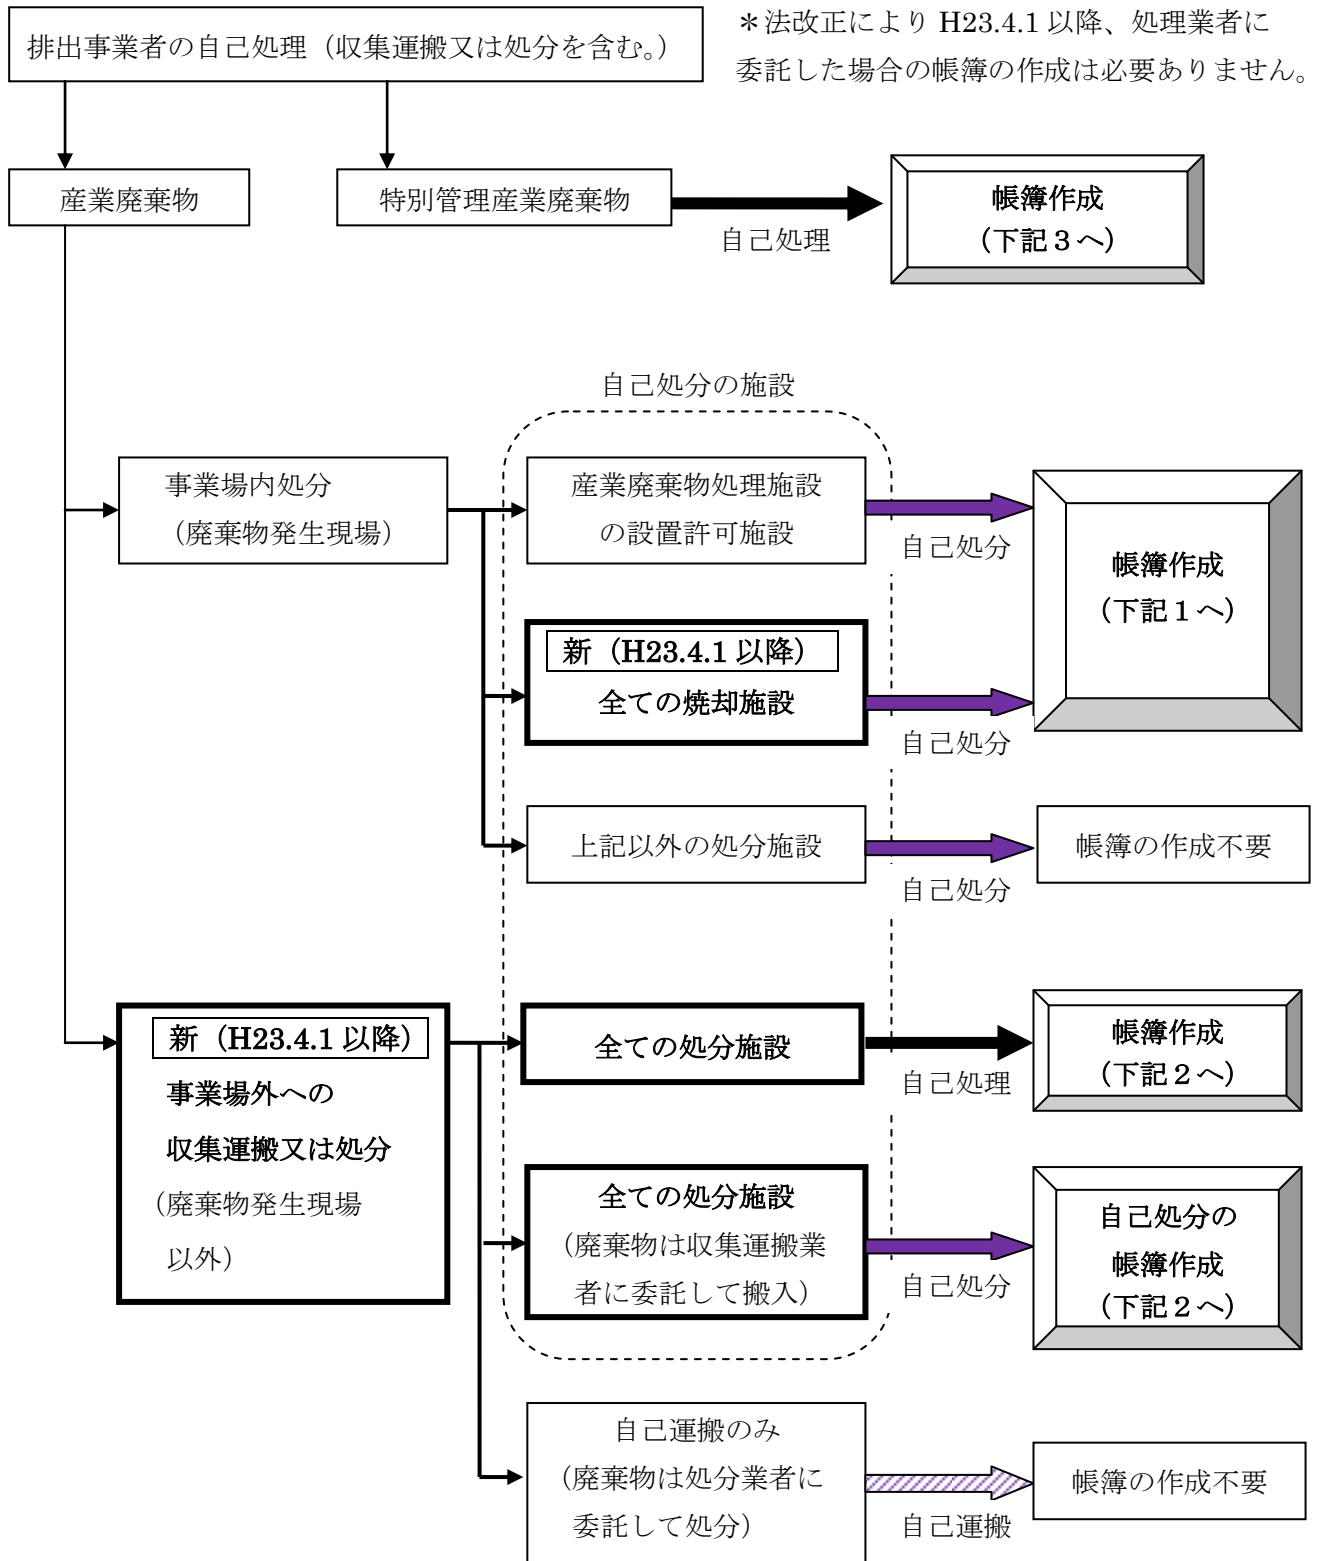 排出事業者の自己処理（収集運搬又は処分を含む。）
＊法改正により H23.4.1 以降、処理業者に
委託した場合の帳簿の作成は必要ありません。
産業廃棄物
特別管理産業廃棄物
自己処理
帳簿作成
（下記３へ）
自己処分の施設
事業場内処分
（廃棄物発生現場）
産業廃棄物処理施設
の設置許可施設
自己処分
帳簿作成
（下記１へ）
新（H23.4.1 以降）
全ての焼却施設
自己処分
上記以外の処分施設
自己処分
帳簿の作成不要
新（H23.4.1 以降）
事業場外への
収集運搬又は処分
（廃棄物発生現場
以外）
全ての処分施設
自己処理
帳簿作成
（下記２へ）
全ての処分施設
（廃棄物は収集運搬業
者に委託して搬入）
自己処分
自己処分の
帳簿作成
（下記２へ）
自己運搬のみ
（廃棄物は処分業者に
委託して処分）
自己運搬
帳簿の作成不要